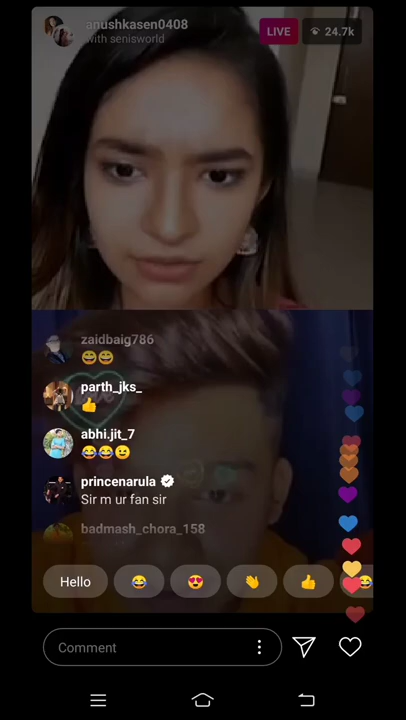 anushkasen0408
with senisworld
LIVE
24.7k
zaidbaig786
😄😄
parth_jks_
👍
abhi.jit_7
😂😂😉
princenarula
Sir m ur fan sir
badmash_chora_158
Hello
😂
😍
👏
👍
Comment